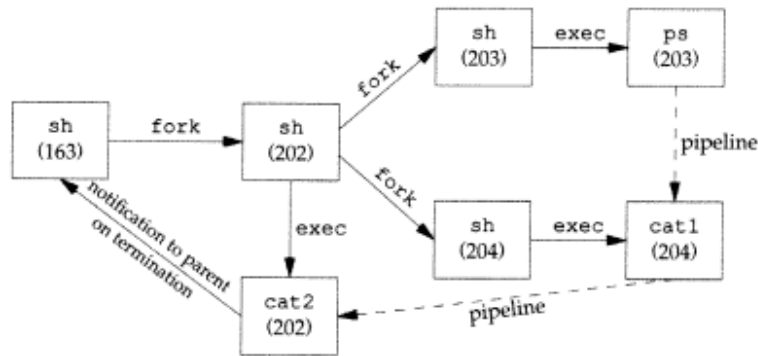 sh
(203)
exec
ps
(203)
fork
sh
(163)
fork
sh
(202)
pipeline
fork
notification to parent
on termination
exec
sh
(204)
exec
cat1
(204)
cat2
(202)
pipeline